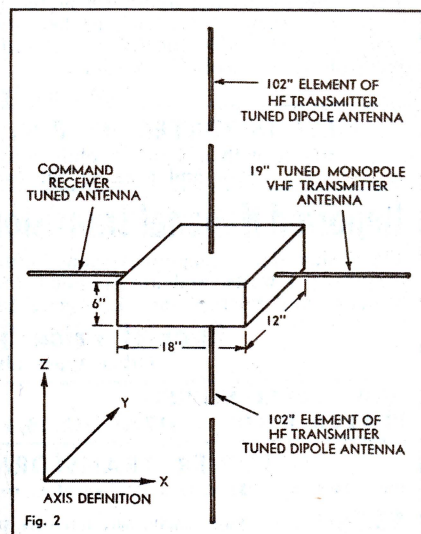 102" ELEMENT OF
HF TRANSMITTER
TUNED DIPOLE ANTENNA
COMMAND
RECEIVER
TUNED ANTENNA
19" TUNED MONOPOLE
VHF TRANSMITTER
ANTENNA
6"
12"
18"
Z
Y
X
AXIS DEFINITION
102" ELEMENT OF
HF TRANSMITTER
TUNED DIPOLE ANTENNA
Fig. 2